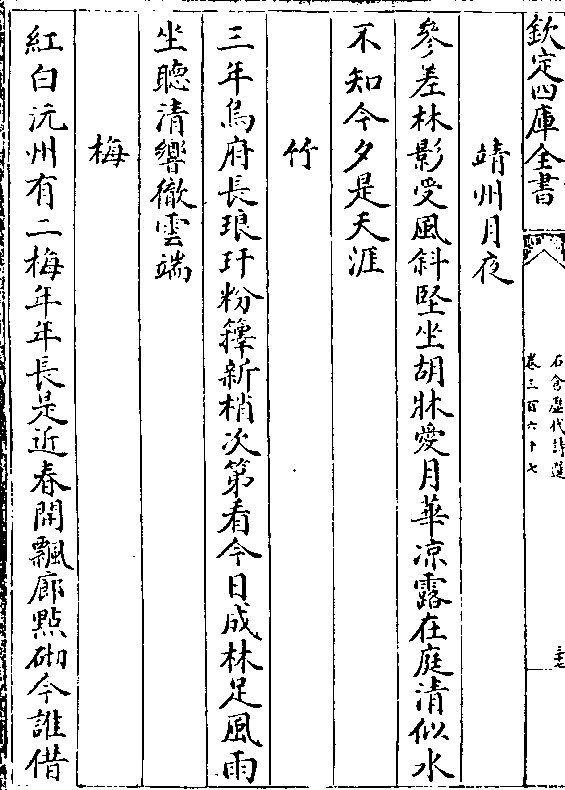 欽定四庫全書
石倉歷代詩選
卷三百六十七
三七
靖州月夜
參差林影受風斜堅坐胡牀愛月華凉露在庭清似水
不知今夕是天涯
竹
三年烏府長琅玕粉籜新梢次第看今日成林足風雨
坐聽清響徹雲端
梅
紅白沅州有二梅年年長是近春開飄廊點砌今誰借